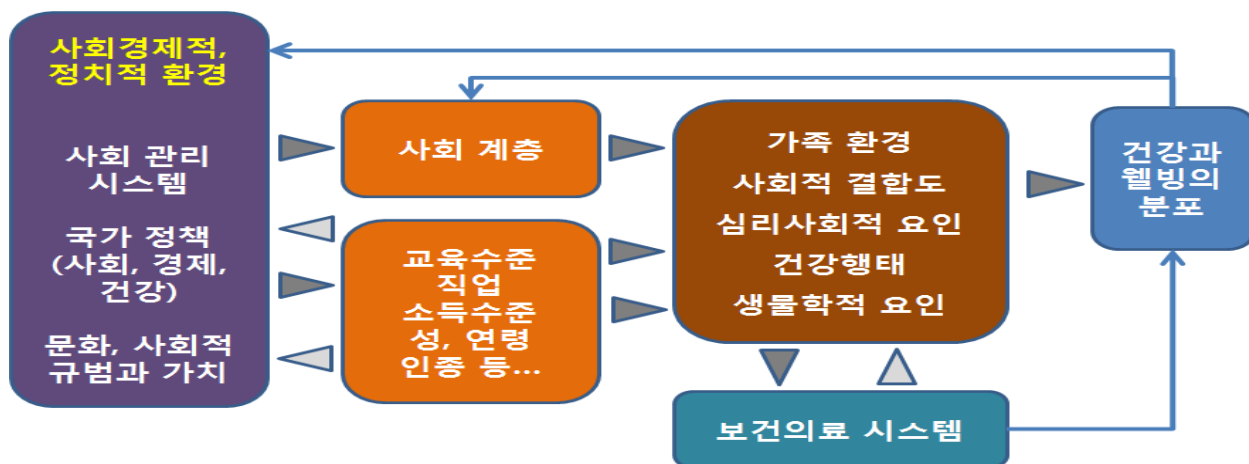 사회경제적,
정치적 환경
사회 관리
시스템
국가 정책
(사회, 경제,
건강)
문화, 사회적
규범과 가치
사회 계층
교육수준
직업
소득수준
성, 연령
인종 등...
가족 환경
사회적 결합도
심리사회적 요인
건강행태
생물학적 요인
보건의료 시스템
건강과
웰빙의
분포